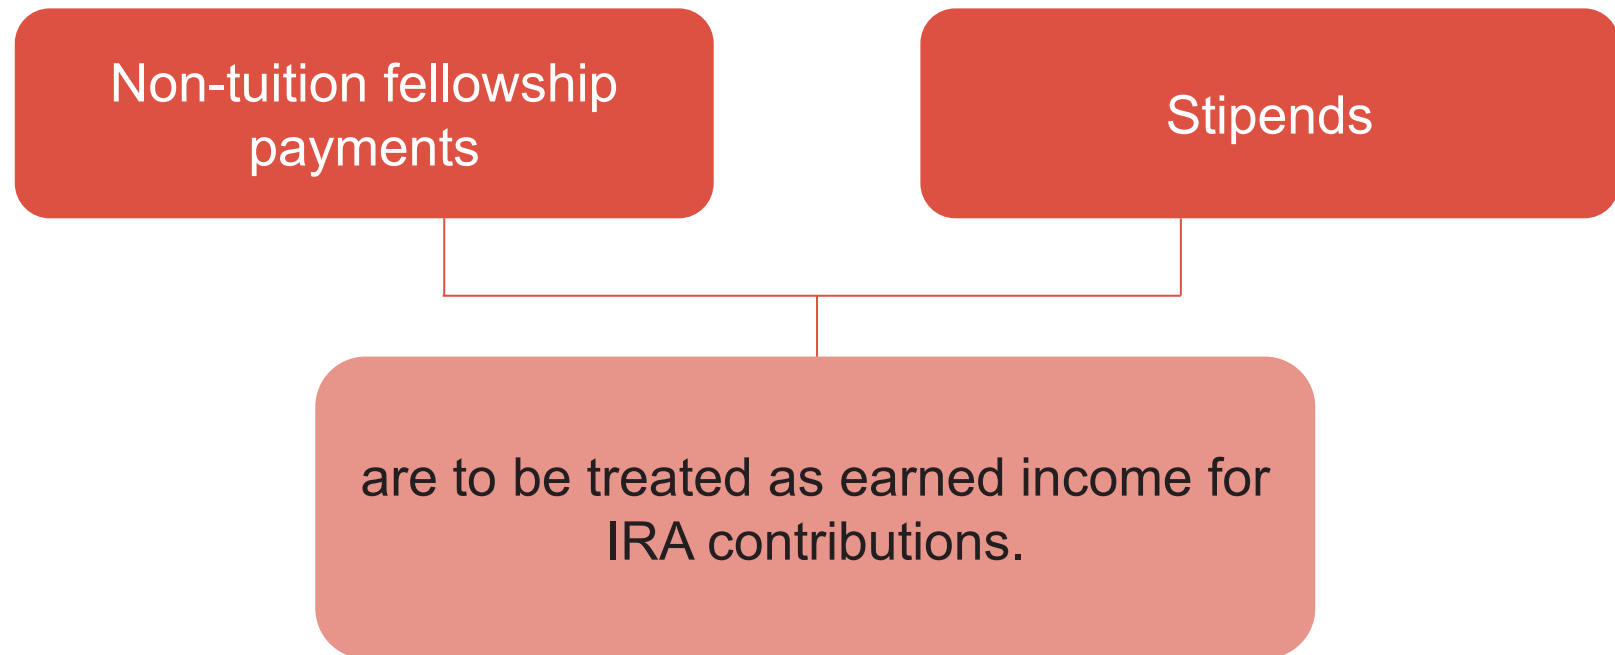 Non-tuition fellowship
payments
Stipends
are to be treated as earned income for
IRA contributions.